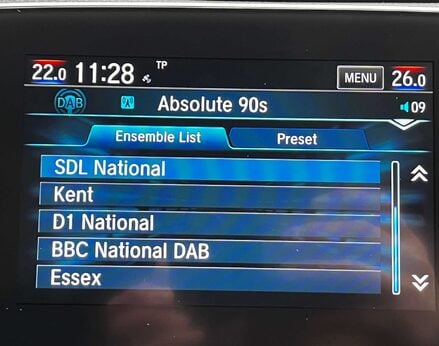 22.0 11:28 TP MENU 26.0
DAB Absolute 90s 09
Ensemble List Preset
SDL National
Kent
D1 National
BBC National DAB
Essex